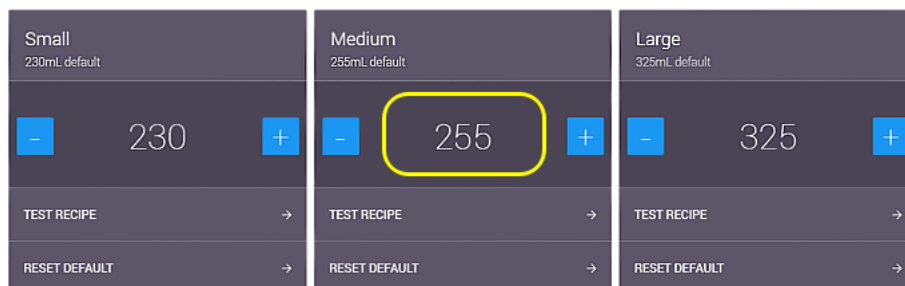 Small
230mL default
- 230 +
TEST RECIPE →
RESET DEFAULT →
Medium
255mL default
- 255 +
TEST RECIPE →
RESET DEFAULT →
Large
325mL default
- 325 +
TEST RECIPE →
RESET DEFAULT →